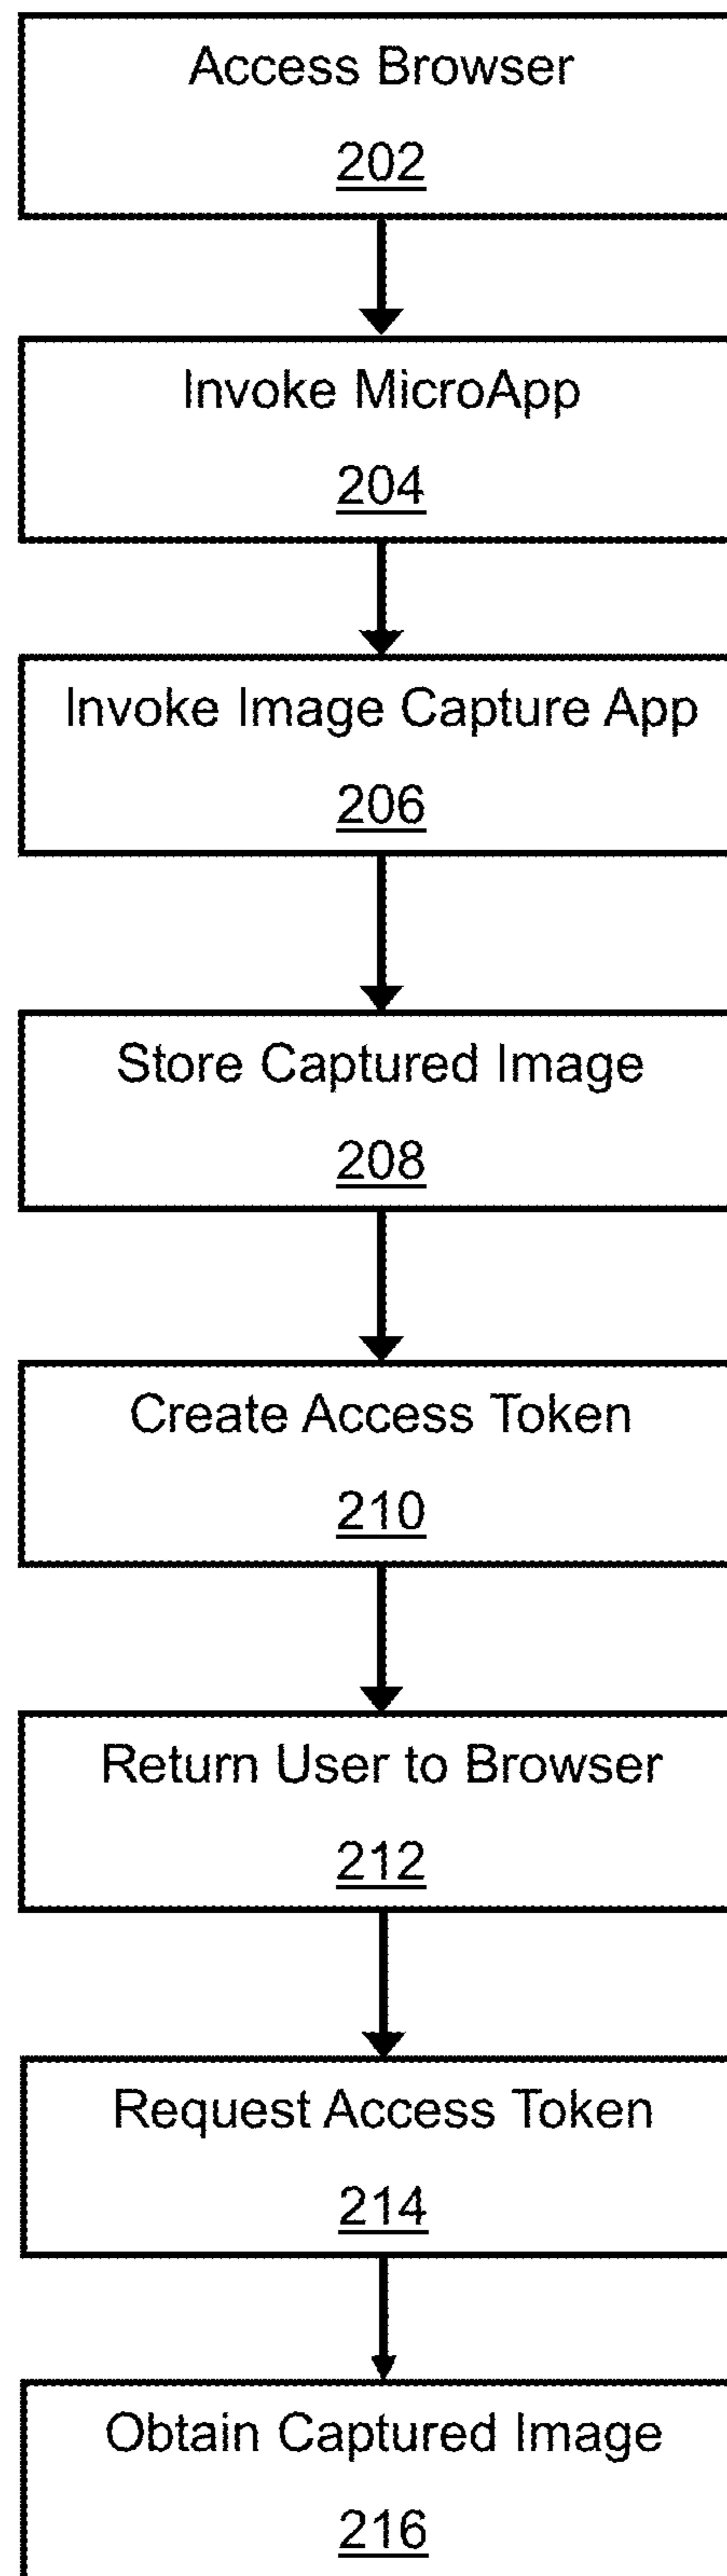 Access Browser
202
Invoke MicroApp
204
Invoke Image Capture App
206
Store Captured Image
208
Create Access Token
210
Return User to Browser
212
Request Access Token
214
Obtain Captured Image
216